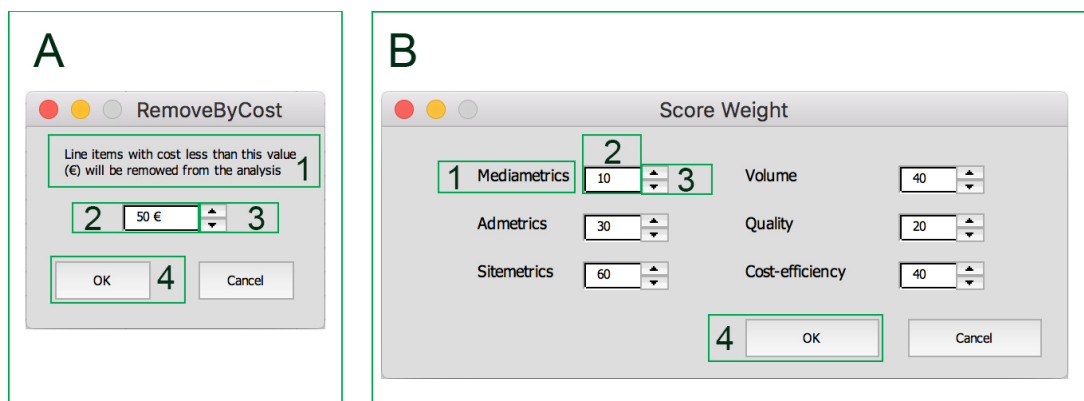 A
RemoveByCost
Line items with cost less than this value
(€) will be removed from the analysis
1
2
50 €
3
OK
4
Cancel
B
Score Weight
2
1
Mediametrics
10
3
Volume
40
Admetrics
30
Quality
20
Sitemetrics
60
Cost-efficiency
40
4
OK
Cancel